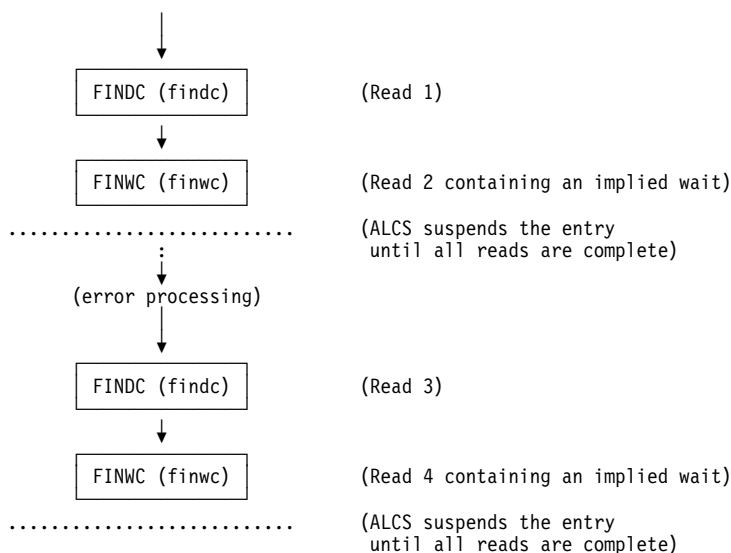 FINDC (findc) (Read 1)
FINWC (finwc) (Read 2 containing an implied wait)
........................... (ALCS suspends the entry
: until all reads are complete)
(error processing)
FINDC (findc) (Read 3)
FINWC (finwc) (Read 4 containing an implied wait)
........................... (ALCS suspends the entry
until all reads are complete)